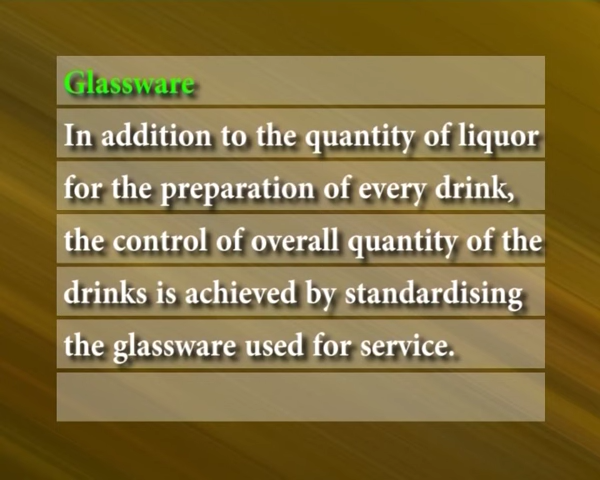 Glassware
In addition to the quantity of liquor
for the preparation of every drink,
the control of overall quantity of the
drinks is achieved by standardising
the glassware used for service.